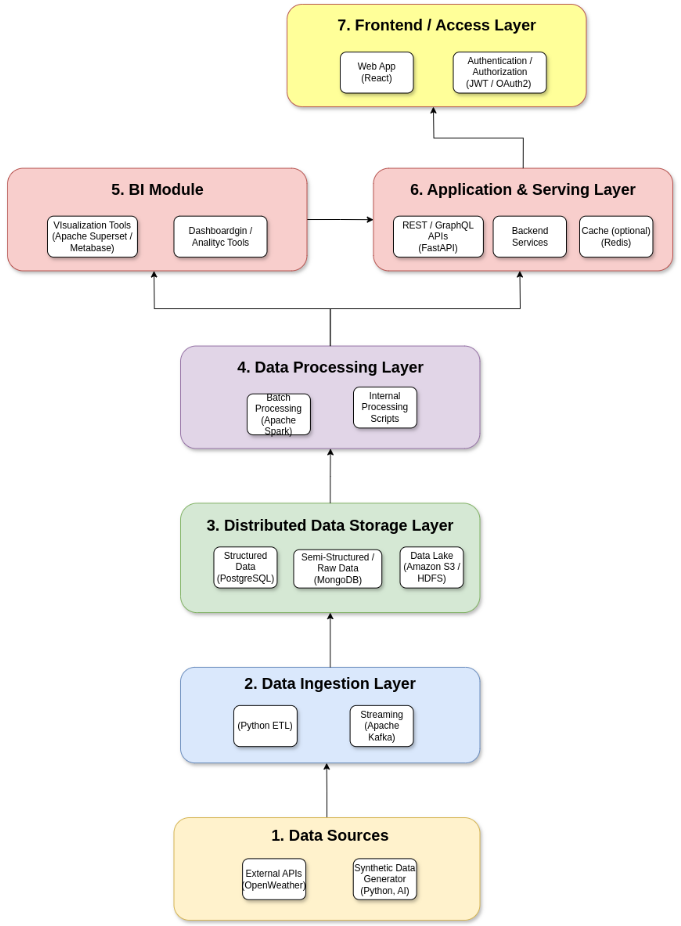 7. Frontend / Access Layer
Web App
(React)
Authentication /
Authorization
(JWT / OAuth2)
5. BI Module
VIsualization Tools
(Apache Superset /
Metabase)
Dashboardgin /
Analityc Tools
6. Application & Serving Layer
REST / GraphQL
APIs
(FastAPI)
Backend
Services
Cache (optional)
(Redis)
4. Data Processing Layer
Batch
Processing
(Apache
Spark)
Internal
Processing
Scripts
3. Distributed Data Storage Layer
Structured
Data
(PostgreSQL)
Semi-Structured /
Raw Data
(MongoDB)
Data Lake
(Amazon S3 /
HDFS)
2. Data Ingestion Layer
(Python ETL)
Streaming
(Apache
Kafka)
1. Data Sources
External APIs
(OpenWeather)
Synthetic Data
Generator
(Python, AI)